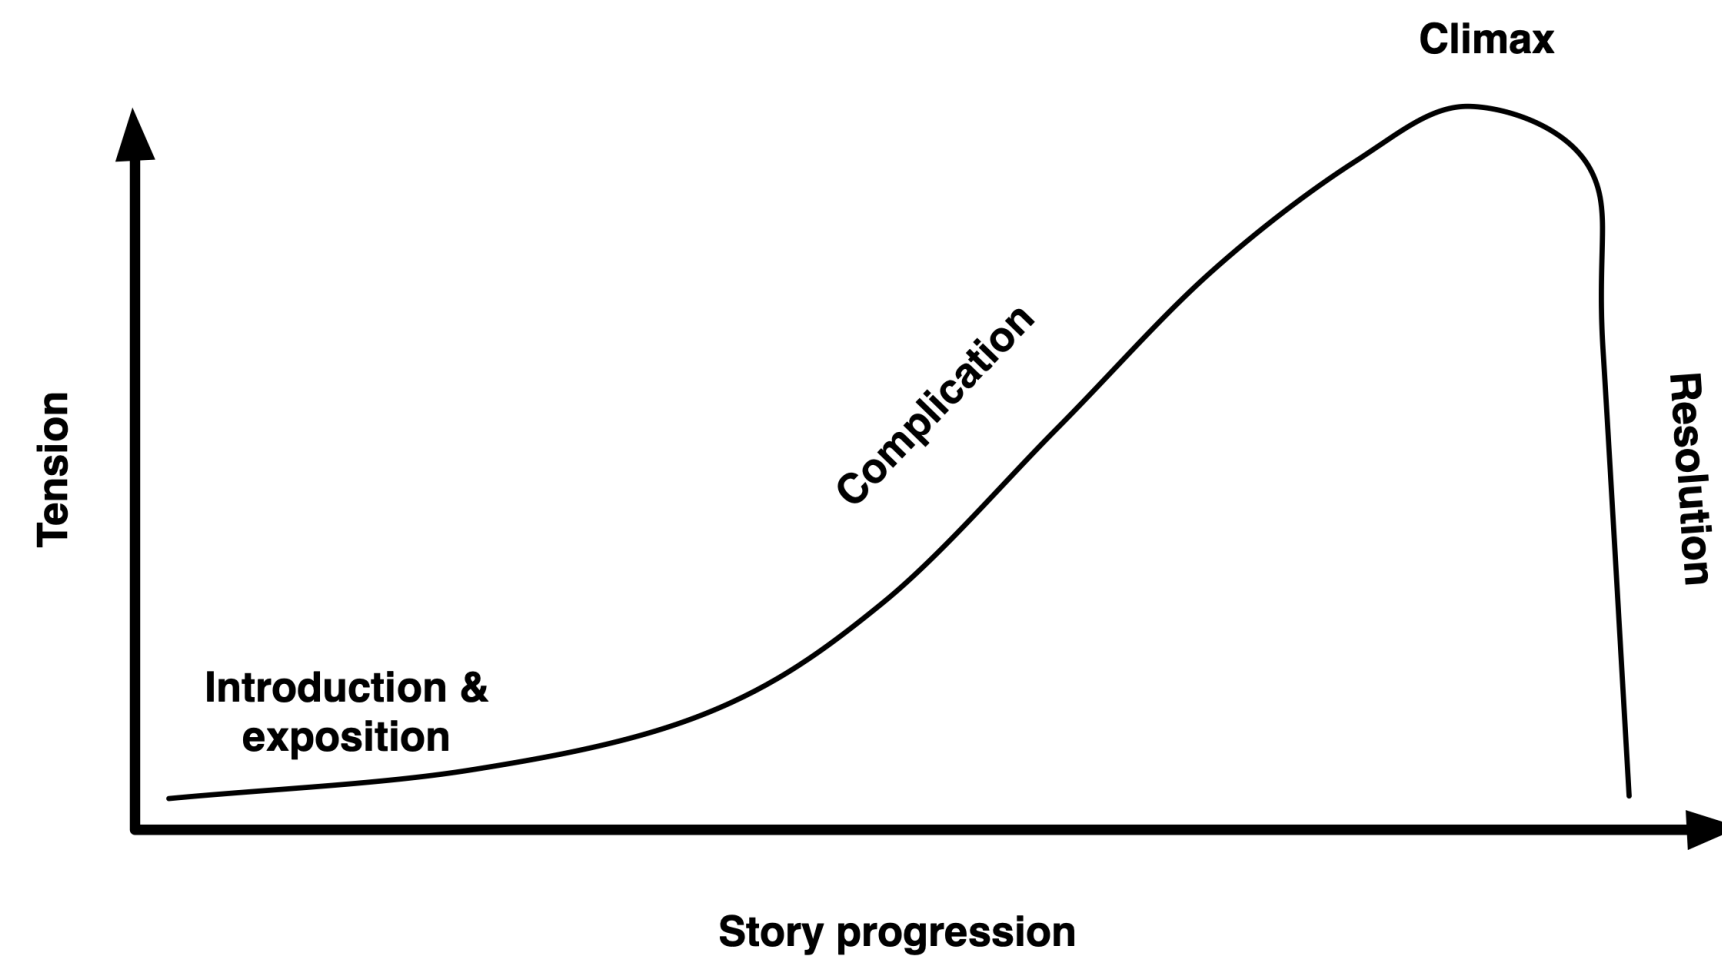 Climax
Tension
Complication
Resolution
Introduction &
exposition
Story progression